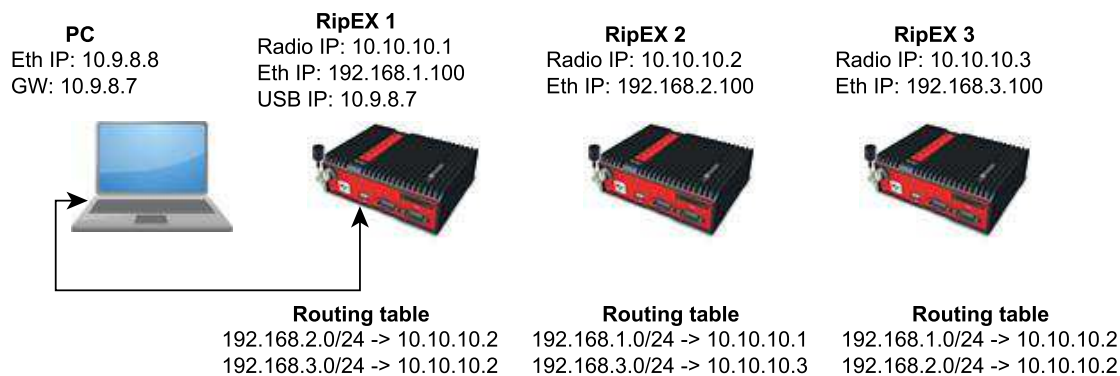 PC
Eth IP: 10.9.8.8
GW: 10.9.8.7
RipEX 1
Radio IP: 10.10.10.1
Eth IP: 192.168.1.100
USB IP: 10.9.8.7
RipEX 2
Radio IP: 10.10.10.2
Eth IP: 192.168.2.100
RipEX 3
Radio IP: 10.10.10.3
Eth IP: 192.168.3.100
Routing table
192.168.2.0/24 -> 10.10.10.2
192.168.3.0/24 -> 10.10.10.2
Routing table
192.168.1.0/24 -> 10.10.10.1
192.168.3.0/24 -> 10.10.10.3
Routing table
192.168.1.0/24 -> 10.10.10.2
192.168.2.0/24 -> 10.10.10.2